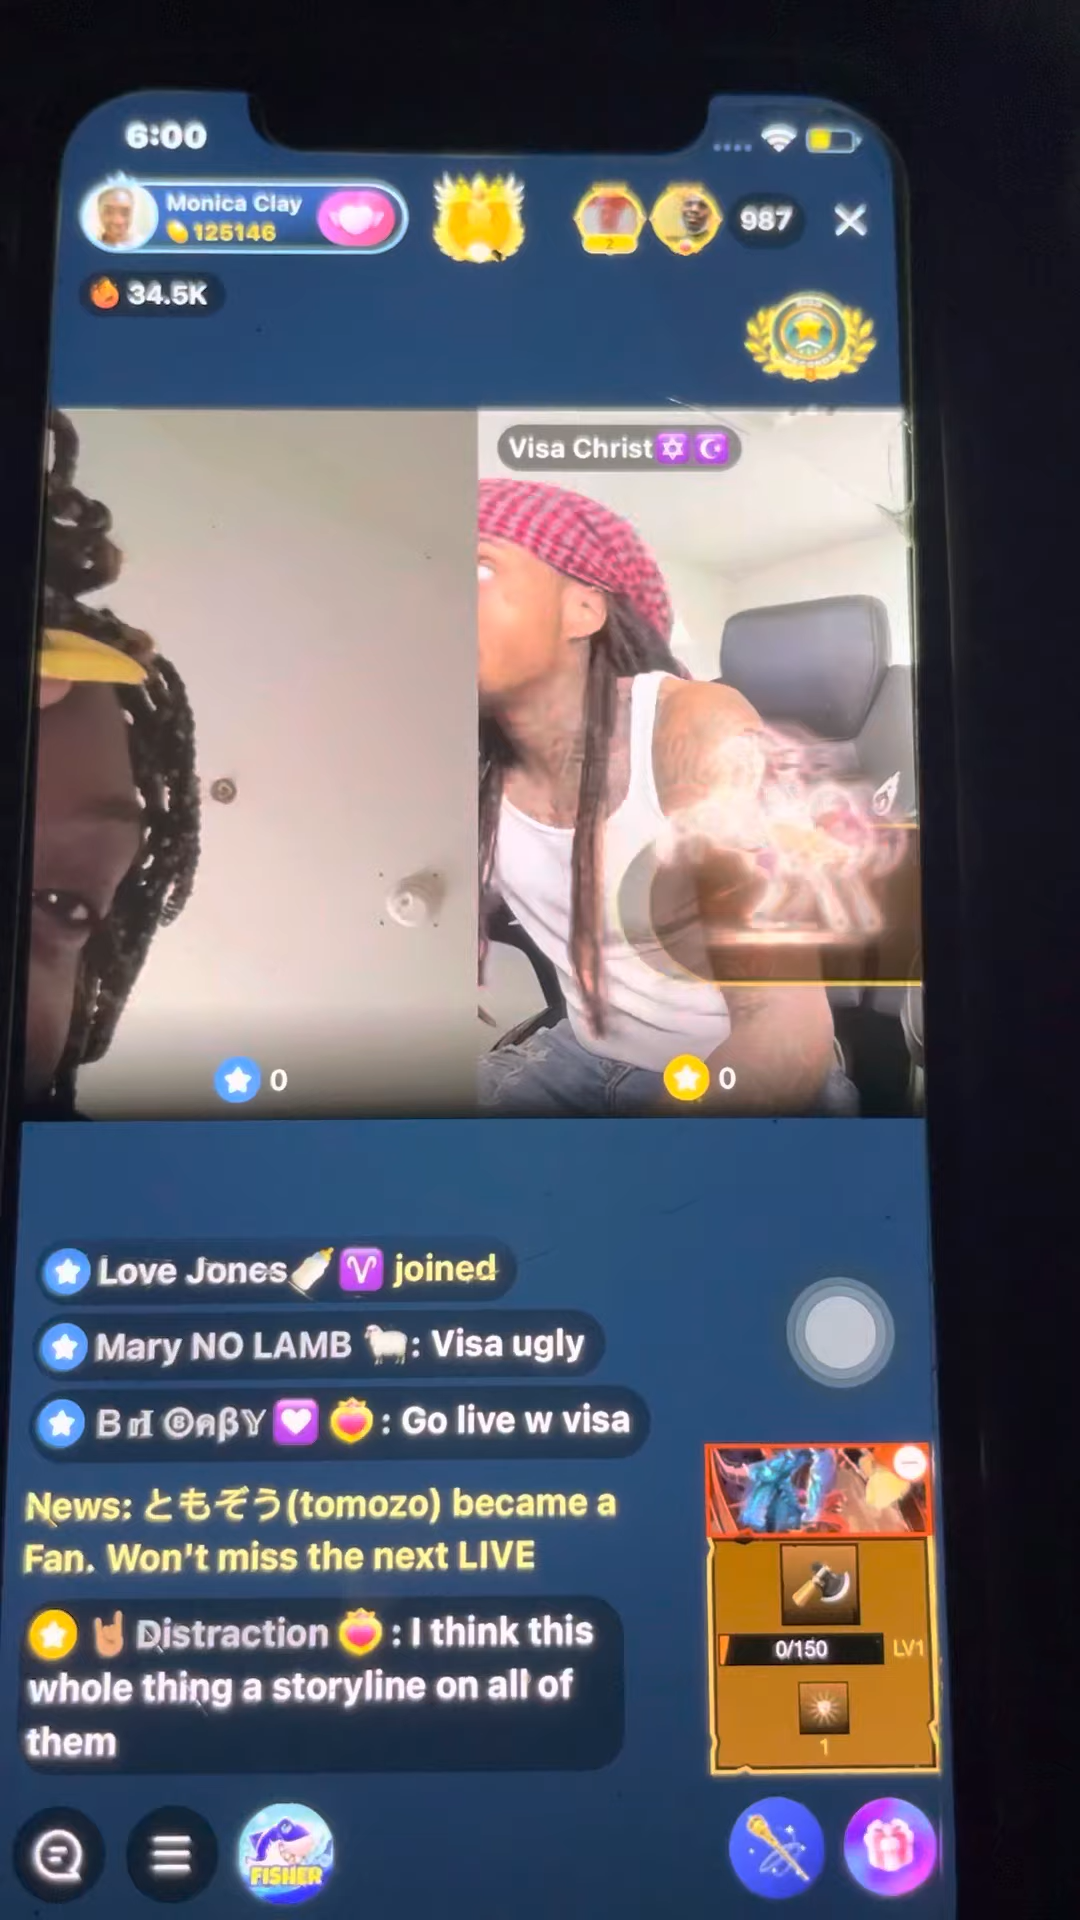 6:00
Monica Clay
125146
2
987
34.5K
Visa Christ✡️☪️
0
0
Love Jones🍼♈ joined
Mary NO LAMB 🐑: Visa ugly
: Go live w visa
News: ともぞう(tomozo) became a
Fan. Won't miss the next LIVE
🤘🏽 Distraction : I think this
whole thing a storyline on all of
them
0/150
LV1
1
FISHER